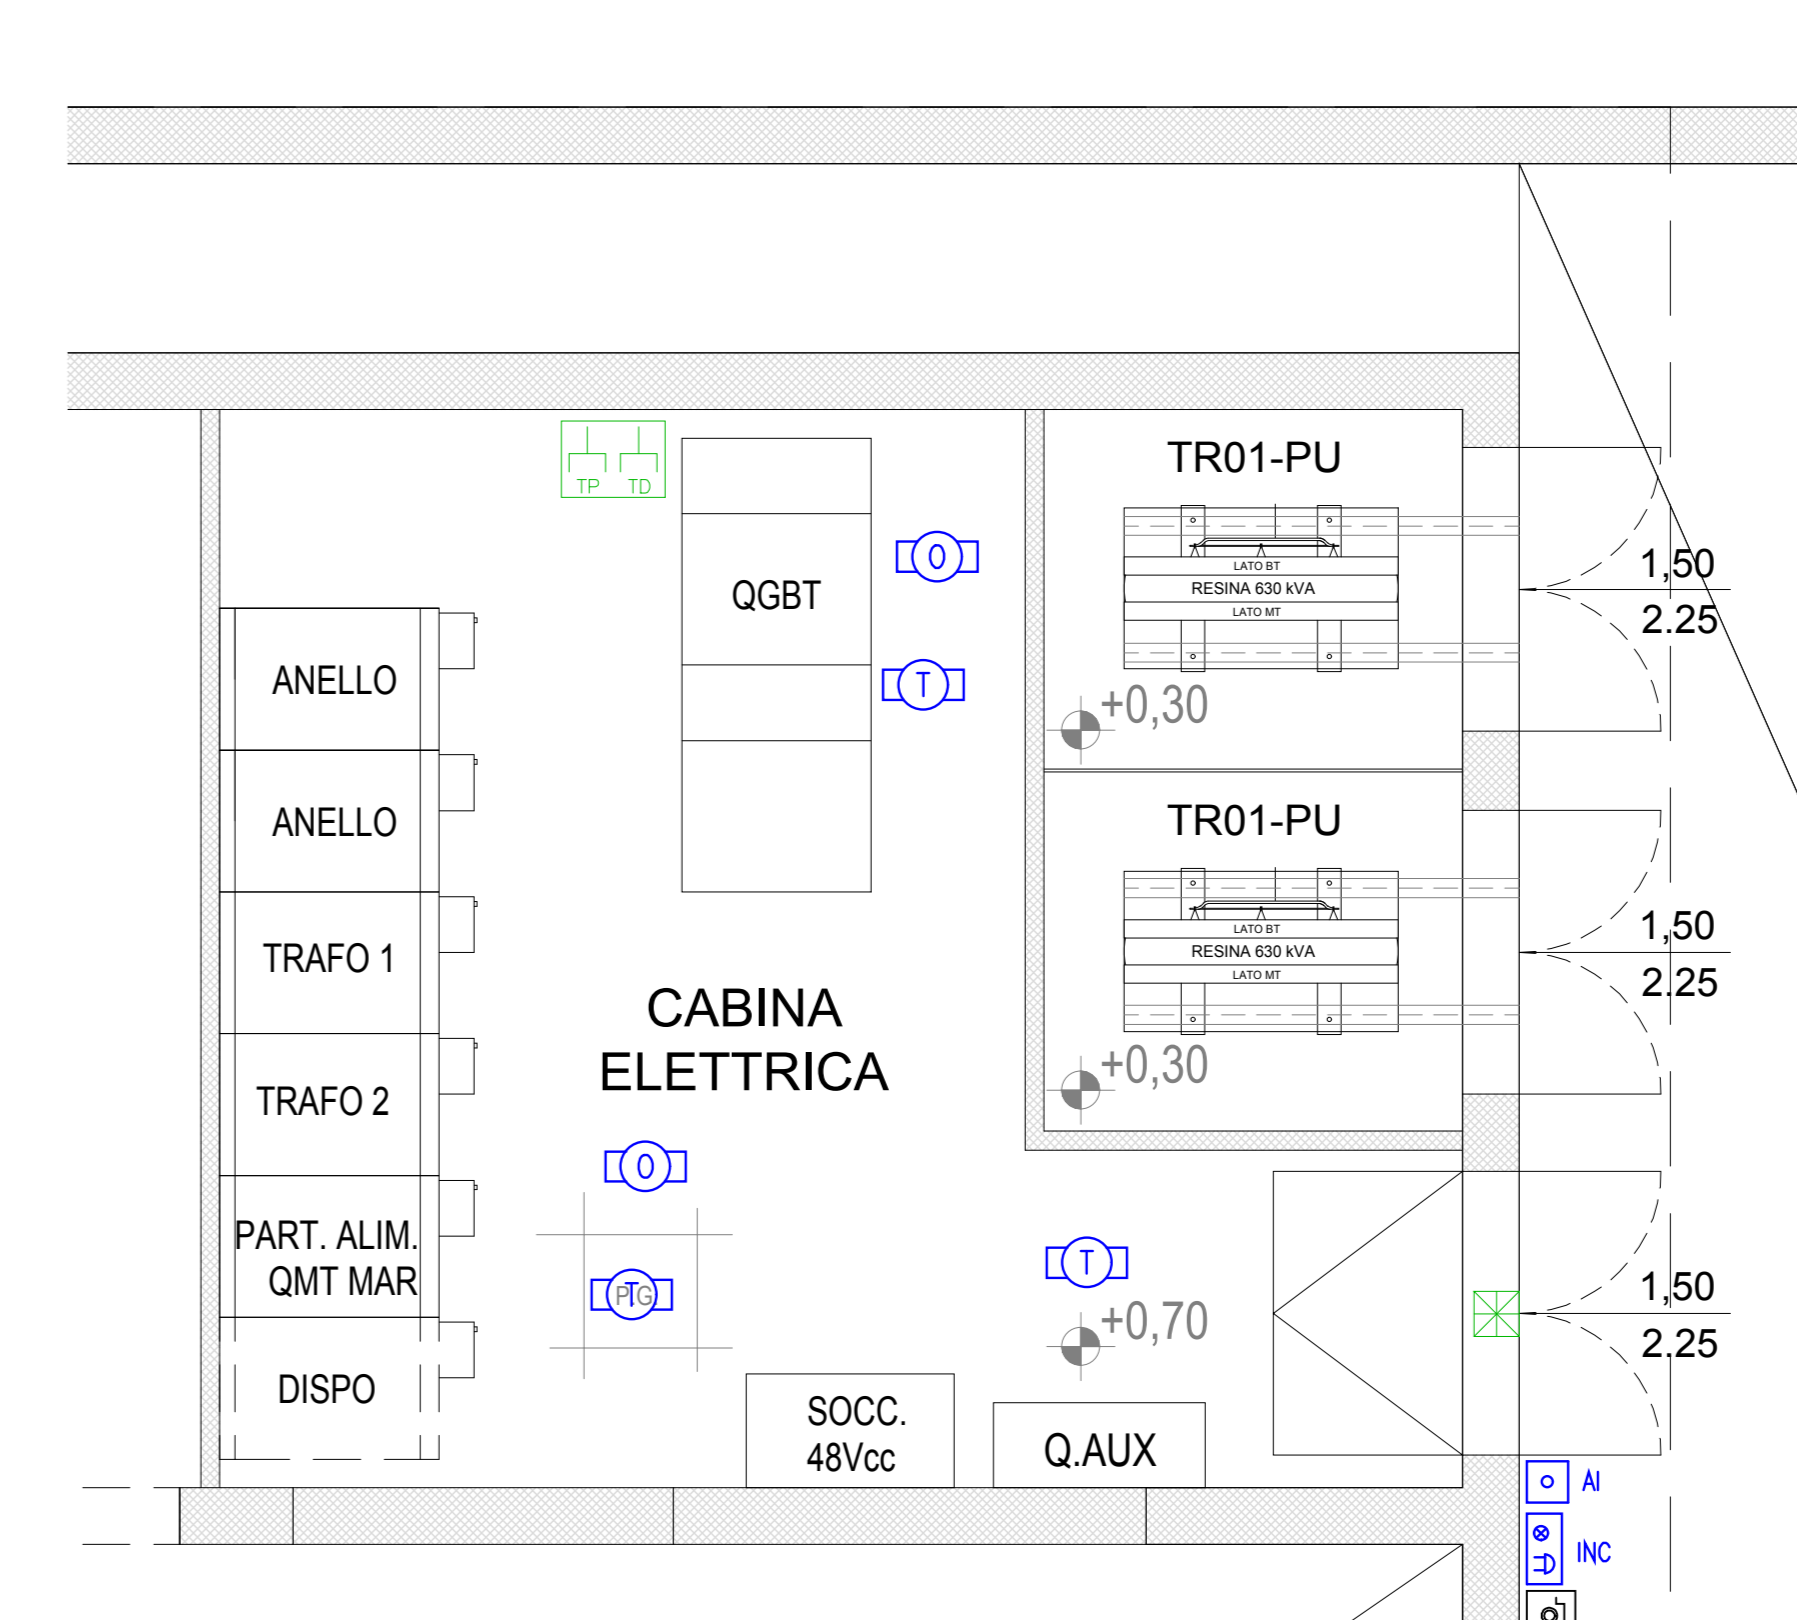 TR01-PU
TP TD
LATO BT
RESINA 630 kVA
LATO MT
O
QGBT
1,50
2.25
ANELLO
T
+0,30
ANELLO
TR01-PU
LATO BT
RESINA 630 kVA
LATO MT
1,50
2.25
TRAFO 1
CABINA
ELETTRICA
+0,30
TRAFO 2
O
PART. ALIM.
QMT MAR
T
T
+0,70
1,50
2.25
DISPO
SOCC.
48Vcc
Q.AUX
AI
INC